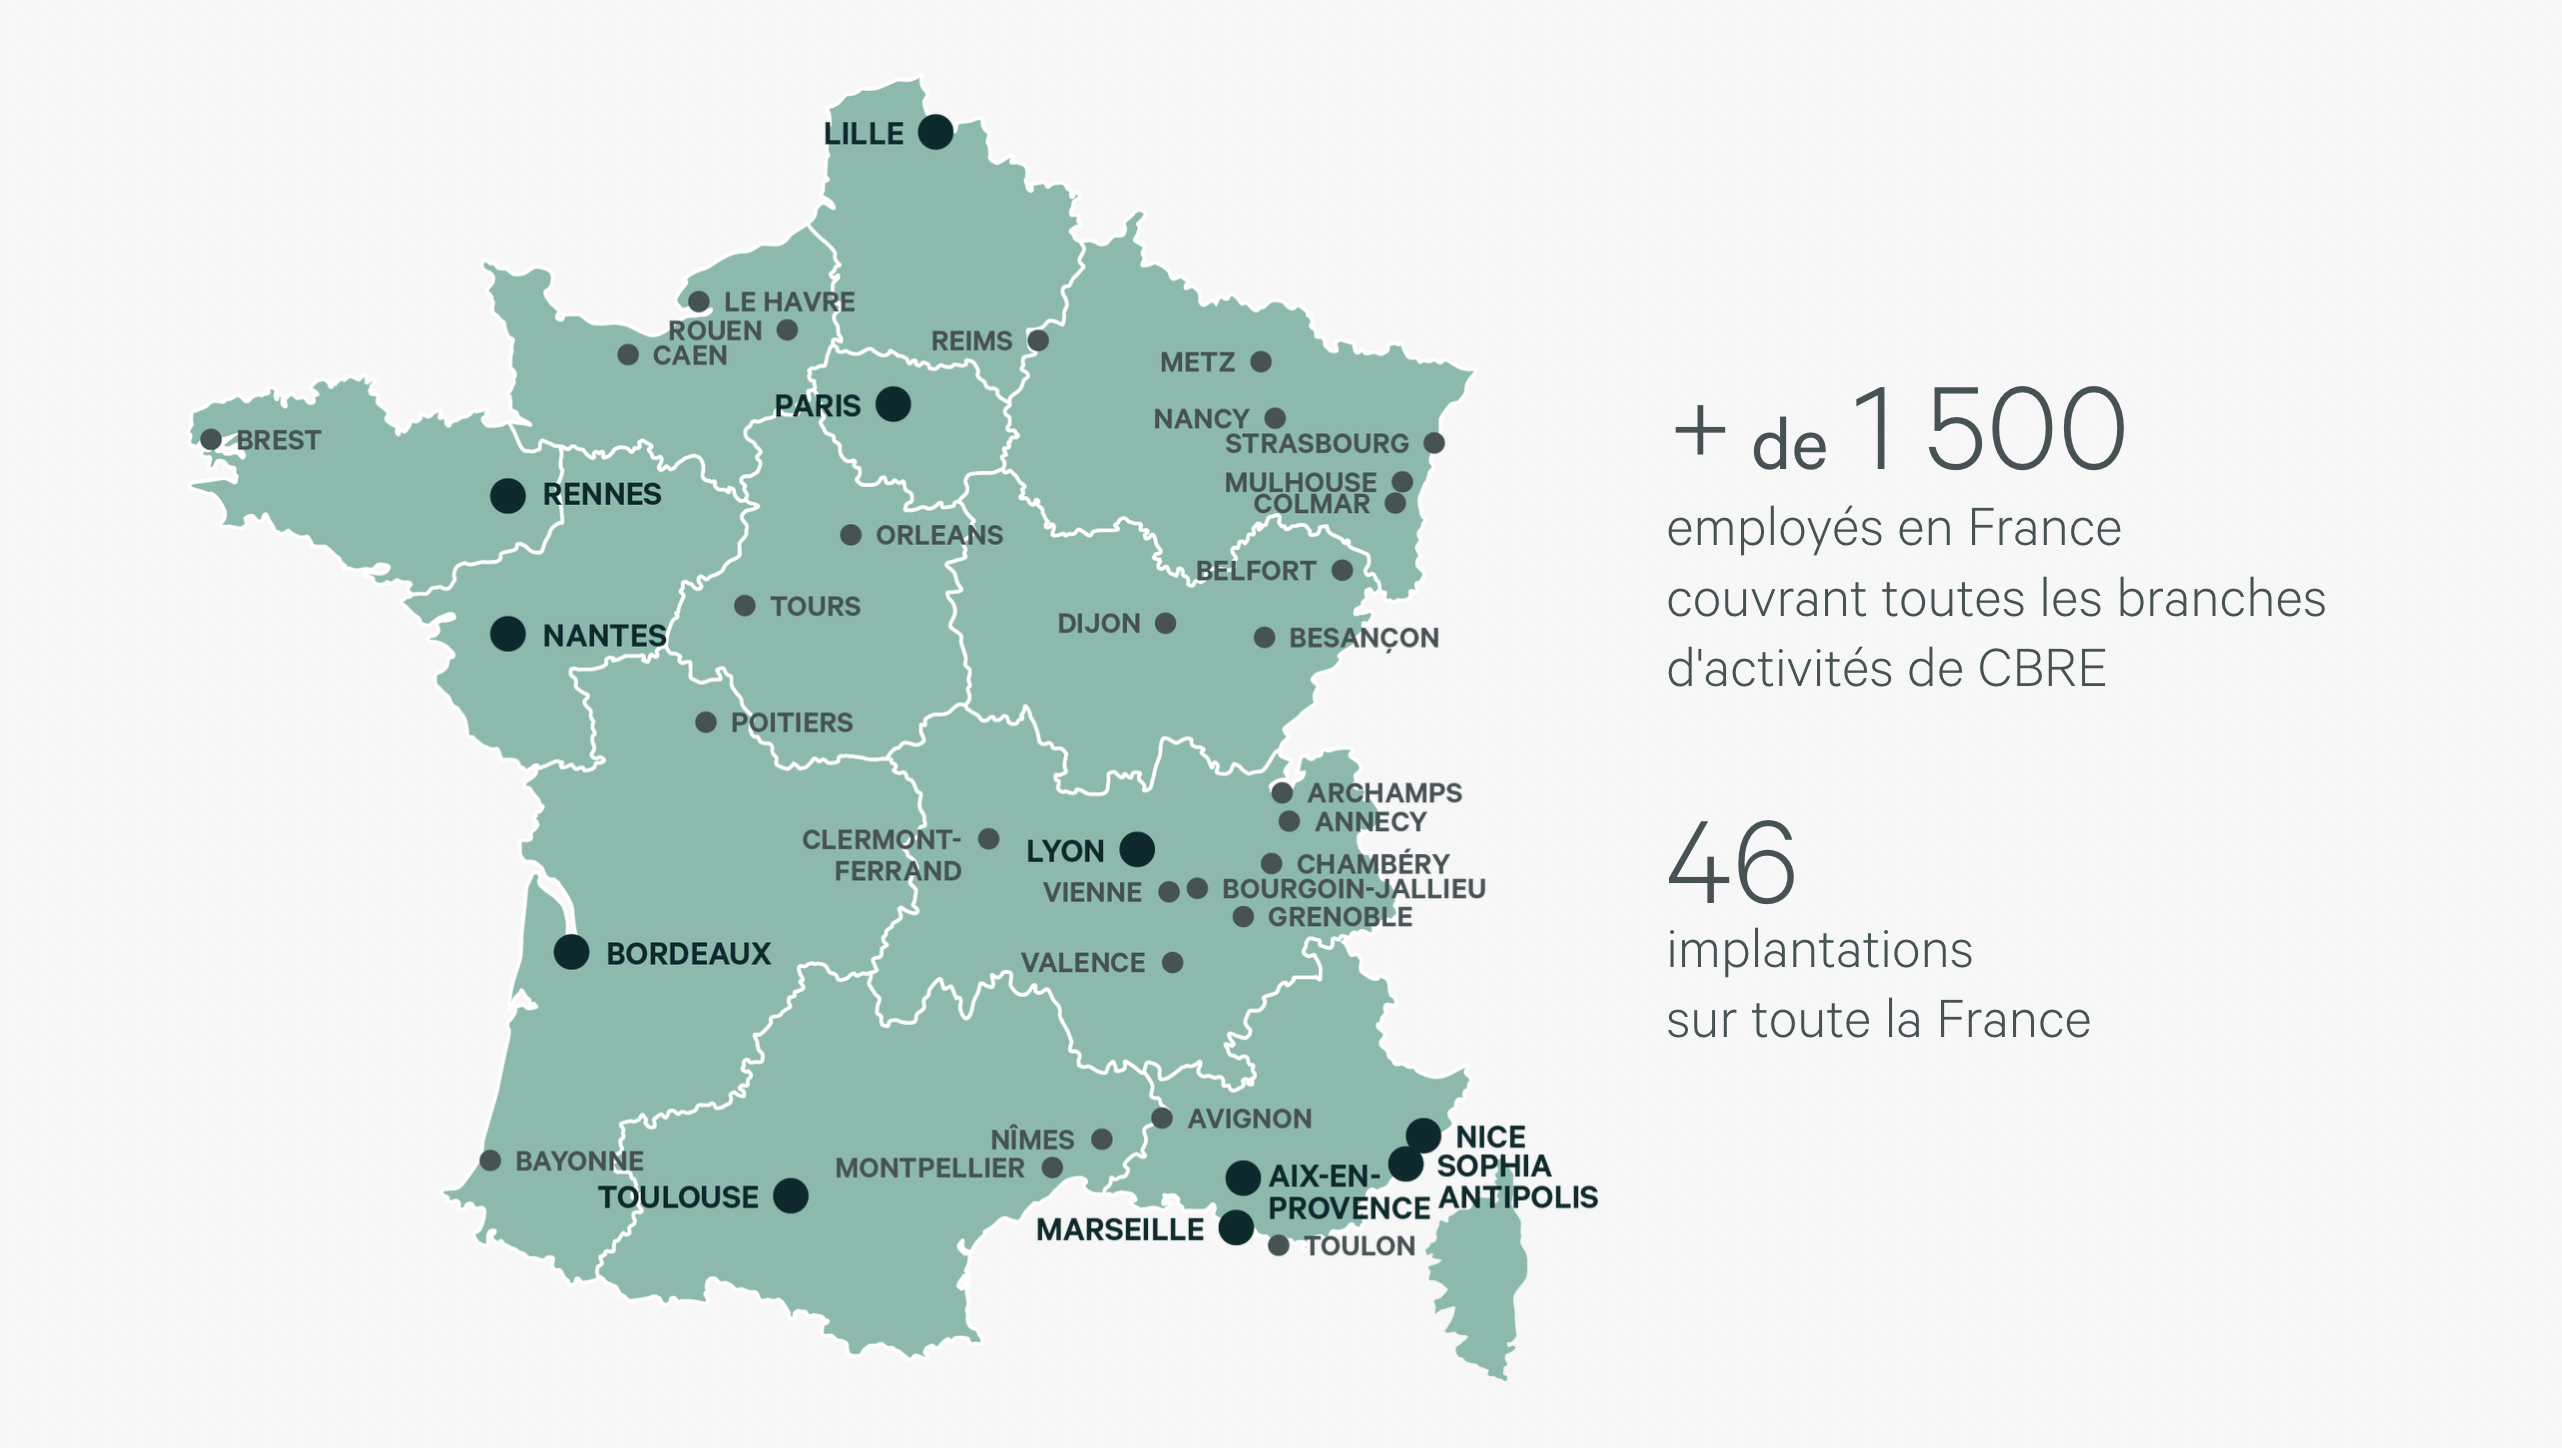 LILLE
LE HAVRE
ROUEN
CAEN
REIMS
METZ
PARIS
NANCY
BREST
STRASBOURG
MULHOUSE
COLMAR
RENNES
ORLEANS
BELFORT
TOURS
DIJON
BESANÇON
NANTES
POITIERS
ARCHAMPS
ANNECY
CLERMONT-
FERRAND
LYON
CHAMBÉRY
VIENNE
BOURGOIN-JALLIEU
GRENOBLE
BORDEAUX
VALENCE
AVIGNON
NÎMES
NICE
BAYONNE
MONTPELLIER
SOPHIA
ANTIPOLIS
AIX-EN-
PROVENCE
TOULOUSE
MARSEILLE
TOULON
+ de 1 500
employés en France
couvrant toutes les branches
d'activités de CBRE
46
implantations
sur toute la France